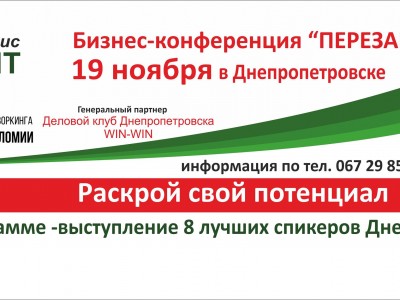 ис
Бизнес-конференция “ПЕРЕЗА
19 ноября в Днепропетровске
Генеральный партнер
Деловой клуб Днепропетровска
WIN-WIN
ВОРКИНГА
ЛОМИИ
информация по тел. 067 29 85
Раскрой свой потенциал
амме -выступление 8 лучших спикеров Дне